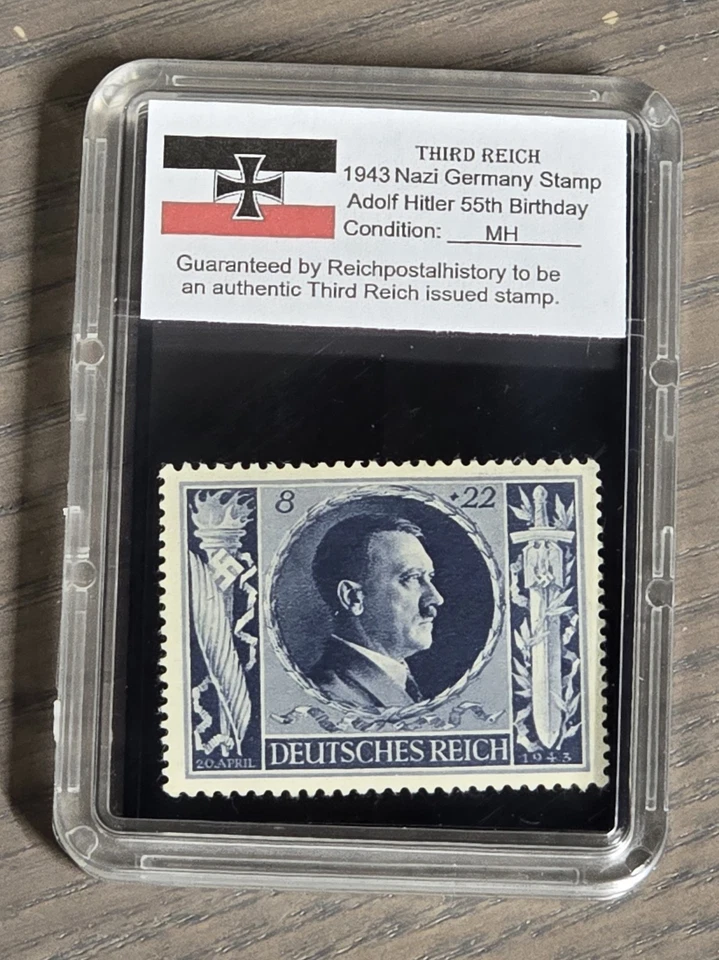 THIRD REICH
1943 Nazi Germany Stamp
Adolf Hitler 55th Birthday
Condition: MH
Guaranteed by Reichpostalhistory to be
an authentic Third Reich issued stamp.
8 +22
20.APRIL DEUTSCHES REICH 1943